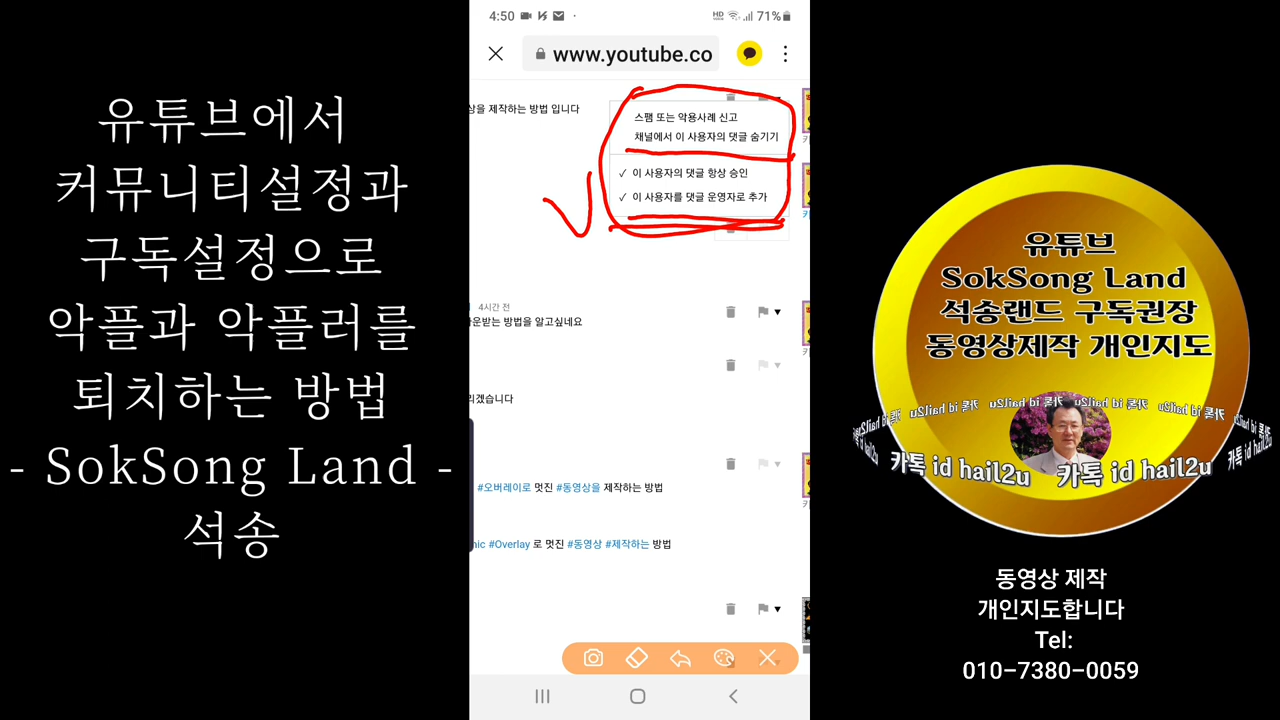 유튜브에서
커뮤니티설정과
구독설정으로
악플과 악플러를
퇴치하는 방법
- SokSong Land -
석송
4:50
HD
71%
www.youtube.co
상을 제작하는 방법 입니다
스팸 또는 악용사례 신고
채널에서 이 사용자의 댓글 숨기기
✓ 이 사용자의 댓글 항상 승인
✓ 이 사용자를 댓글 운영자로 추가
4시간 전
받는 방법을 알고싶네요
리겠습니다
#오버레이로 멋진 #동영상을 제작하는 방법
nic #Overlay 로 멋진 #동영상 #제작하는 방법
유튜브
SokSong Land
석송랜드 구독권장
동영상제작 개인지도
카톡 id hail2u 카톡 id hail2u
동영상 제작
개인지도합니다
Tel:
010-7380-0059